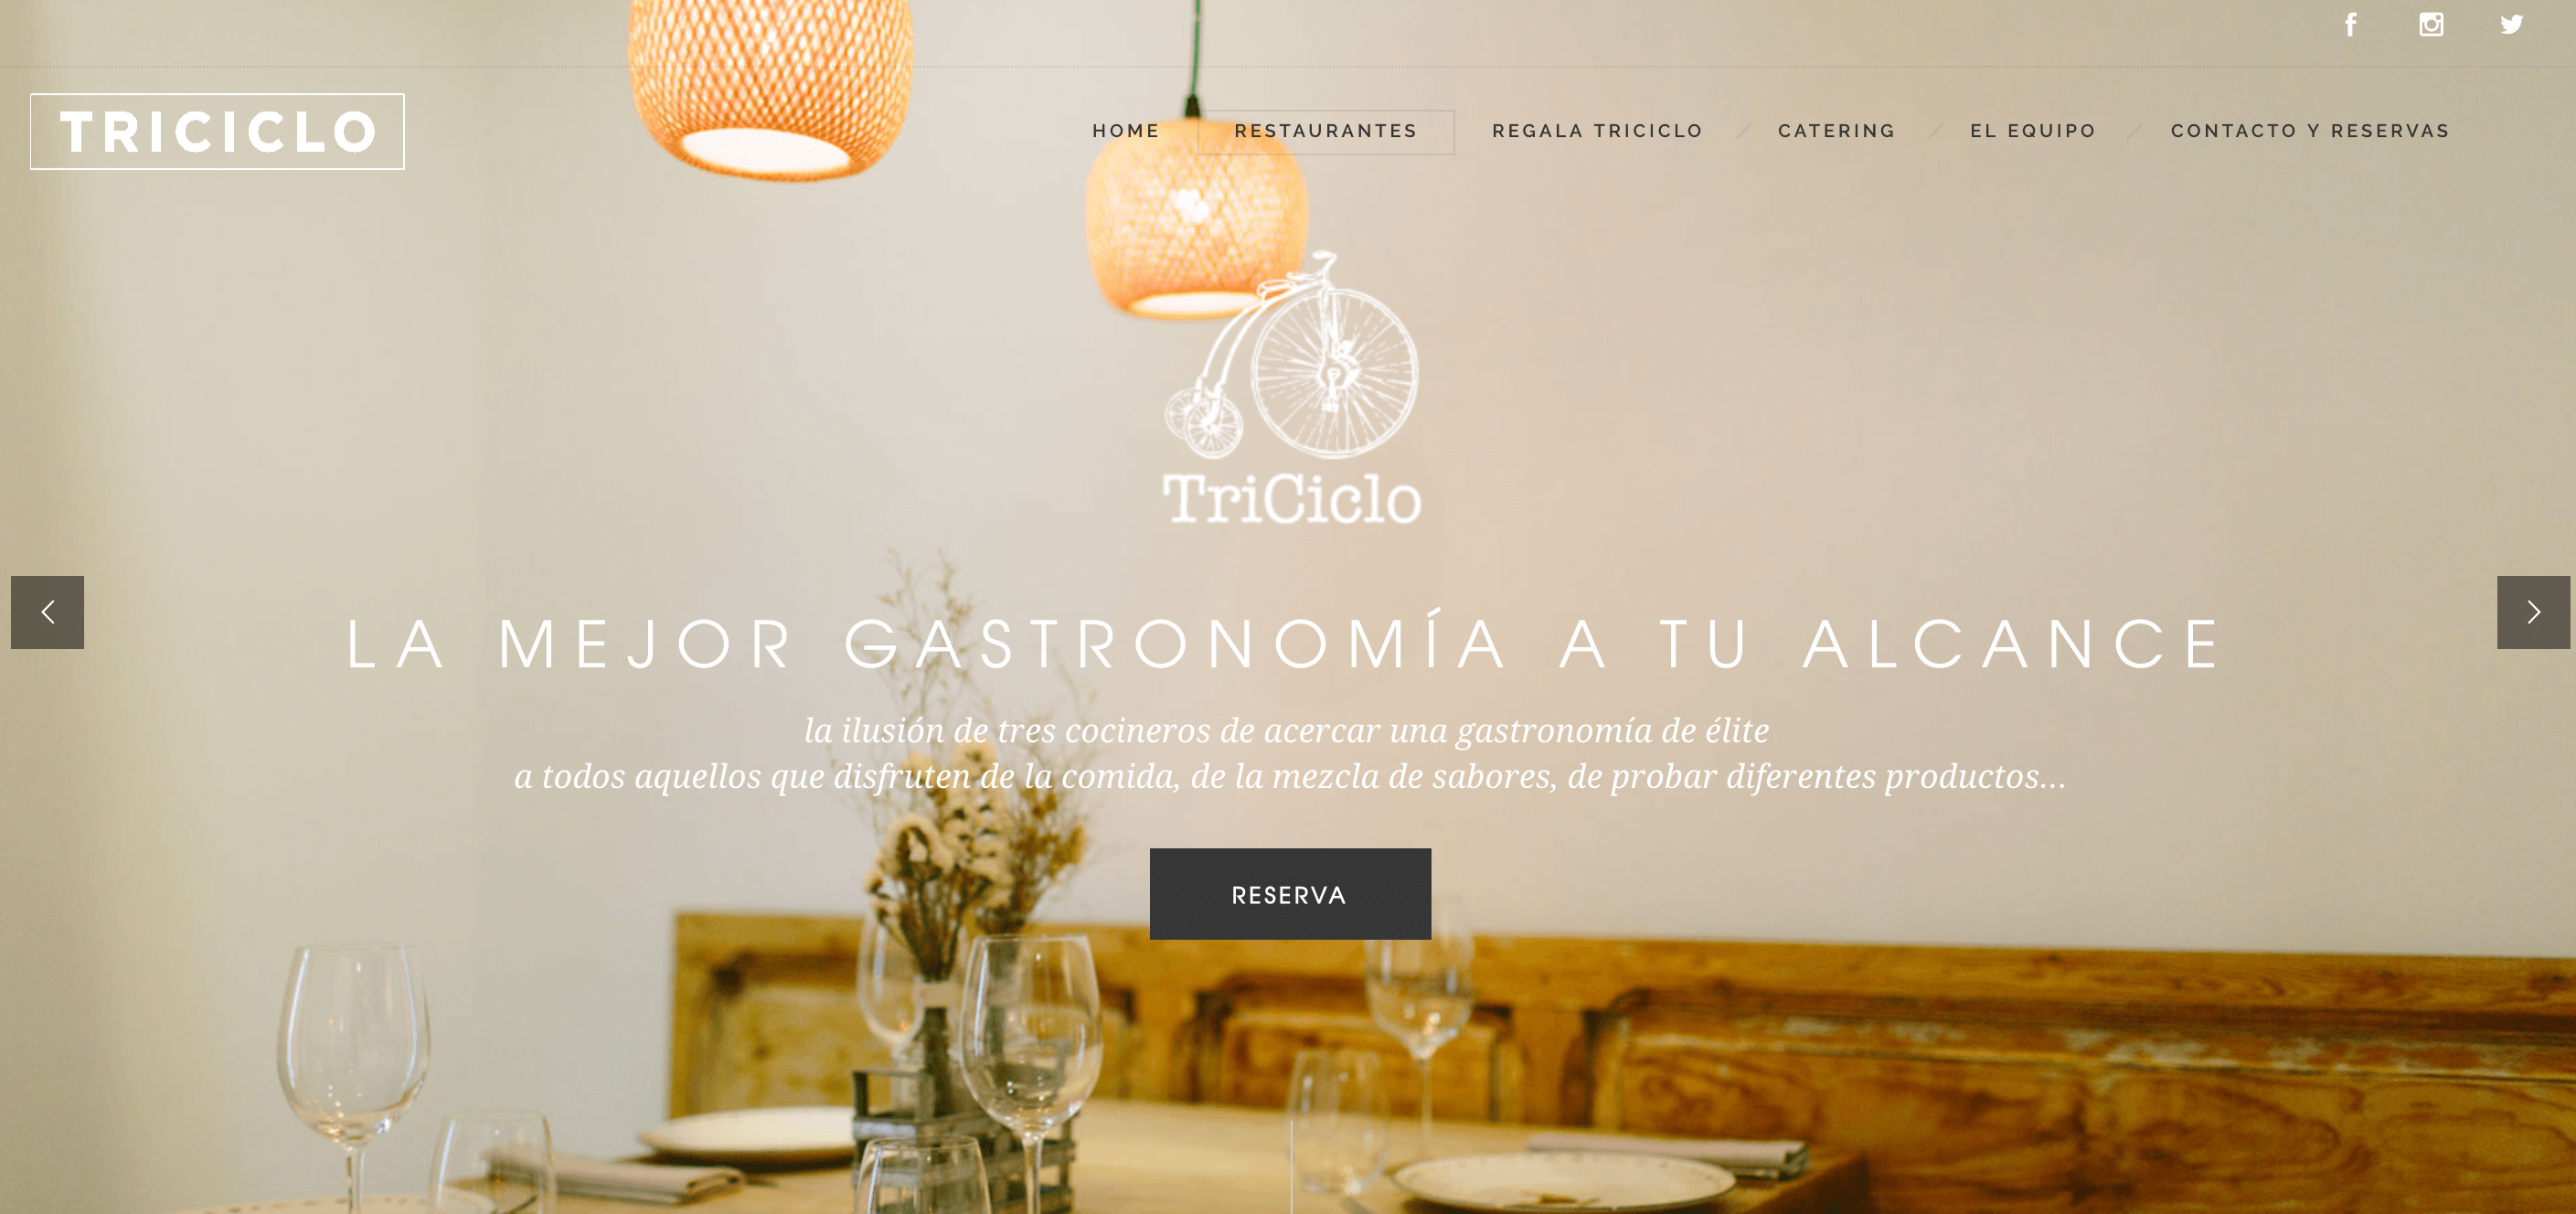 TRICICLO
HOME
RESTAURANTES
REGALA TRICICLO
CATERING
EL EQUIPO
CONTACTO Y RESERVAS
TriCiclo
LA MEJOR GASTRONOMÍA A TU ALCANCE
la ilusión de tres cocineros de acercar una gastronomía de élite
a todos aquellos que disfruten de la comida, de la mezcla de sabores, de probar diferentes productos...
RESERVA